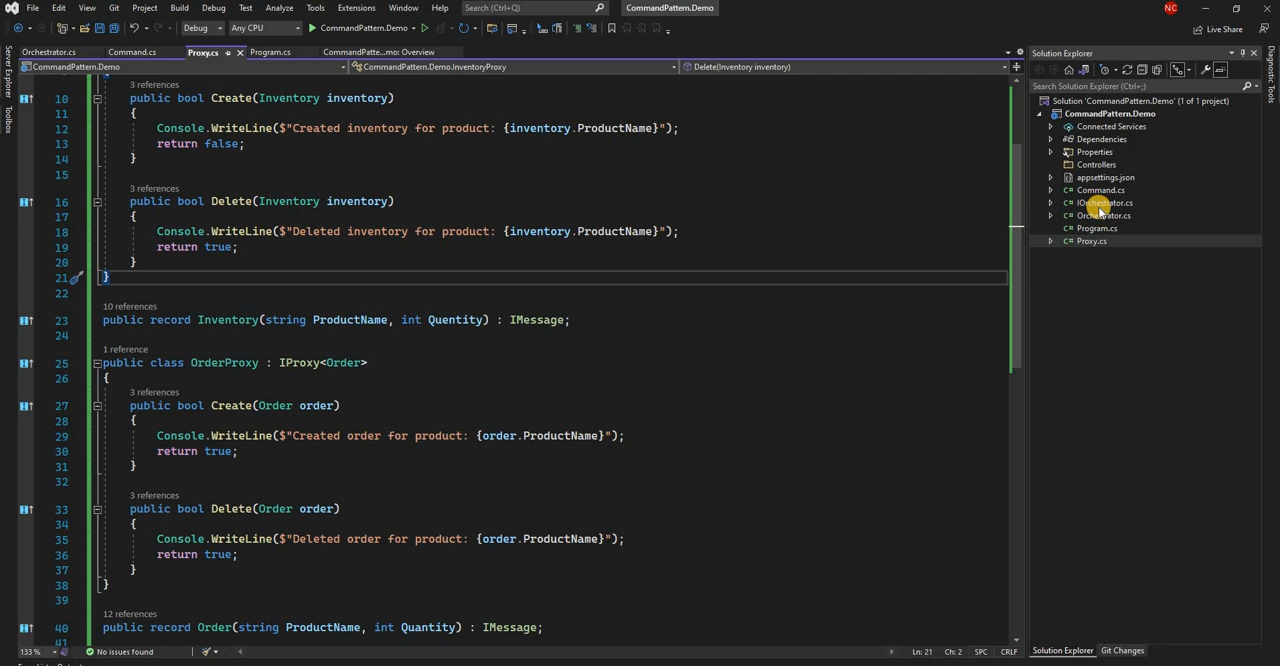 File Edit View Git Project Build Debug Test Analyze Tools Extensions Window Help Search (Ctrl+Q) CommandPattern.Demo NC
Debug Any CPU CommandPattern.Demo Live Share
Orchestrator.cs Command.cs Proxy.cs Program.cs CommandPatte...mo: Overview
CommandPattern.Demo CommandPattern.Demo.InventoryProxy Delete(Inventory inventory)
Server Explorer
Toolbox
3 references
10 public bool Create(Inventory inventory)
11 {
12 Console.WriteLine($"Created inventory for product: {inventory.ProductName}");
13 return false;
14 }
15
3 references
16 public bool Delete(Inventory inventory)
17 {
18 Console.WriteLine($"Deleted inventory for product: {inventory.ProductName}");
19 return true;
20 }
21 }
22
10 references
23 public record Inventory(string ProductName, int Quentity) : IMessage;
24
1 reference
25 public class OrderProxy : IProxy<Order>
26 {
3 references
27 public bool Create(Order order)
28 {
29 Console.WriteLine($"Created order for product: {order.ProductName}");
30 return true;
31 }
32
3 references
33 public bool Delete(Order order)
34 {
35 Console.WriteLine($"Deleted order for product: {order.ProductName}");
36 return true;
37 }
38 }
39
12 references
40 public record Order(string ProductName, int Quantity) : IMessage;
41
133 % No issues found Ln: 21 Ch: 2 SPC CRLF
Solution Explorer
Search Solution Explorer (Ctrl+;)
Solution 'CommandPattern.Demo' (1 of 1 project)
CommandPattern.Demo
Connected Services
Dependencies
Properties
Controllers
appsettings.json
C# Command.cs
C# IOrchestrator.cs
C# Orchestrator.cs
C# Program.cs
C# Proxy.cs
Solution Explorer Git Changes
Diagnostic Tools